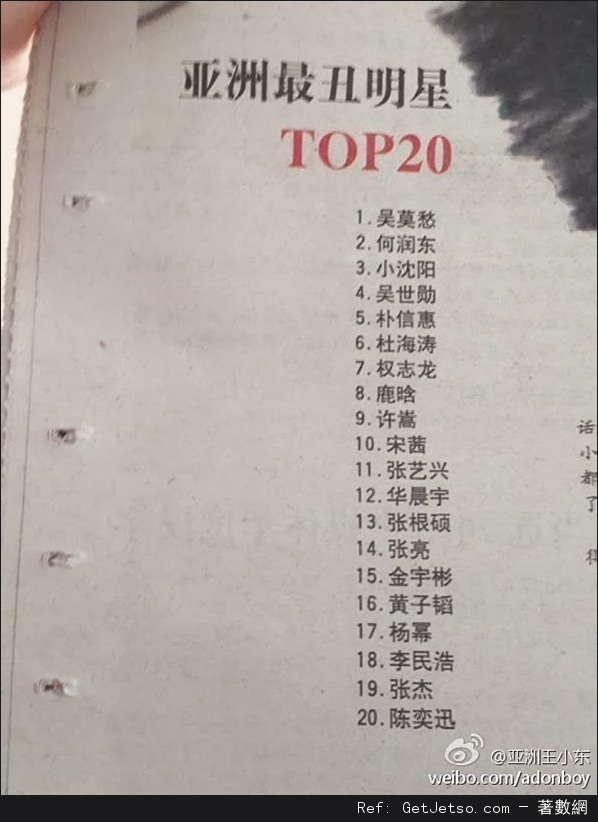 亚洲最丑明星
TOP20
1.吴莫愁
2.何润东
3.小沈阳
4.吴世勋
5.朴信惠
6.杜海涛
7.权志龙
8.鹿晗
9.许嵩
10.宋茜
11.张艺兴
12.华晨宇
13.张根硕
14.张亮
15.金宇彬
16.黄子韬
17.杨幂
18.李民浩
19.张杰
20.陈奕迅
话
小
都
了
得
@亚洲王小东
weibo.com/adonboy
Ref: GetJetso.com - 著數網